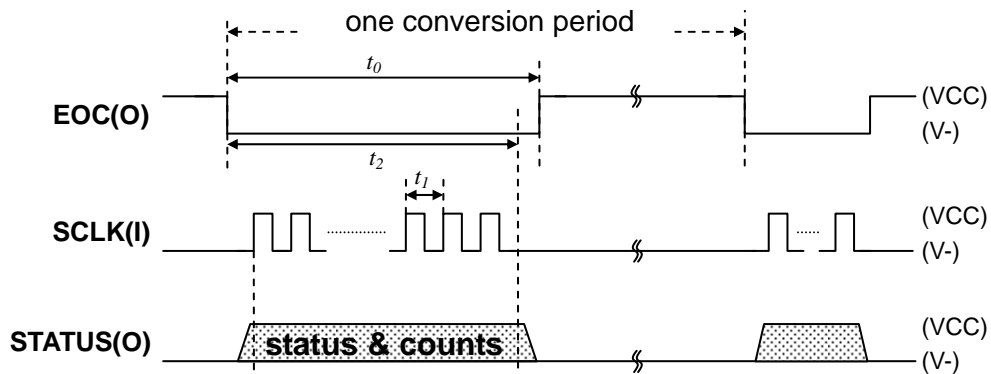 one conversion period
t0
EOC(O)
(VCC)
(V-)
t2
t1
SCLK(I)
(VCC)
(V-)
STATUS(O)
status & counts
(VCC)
(V-)